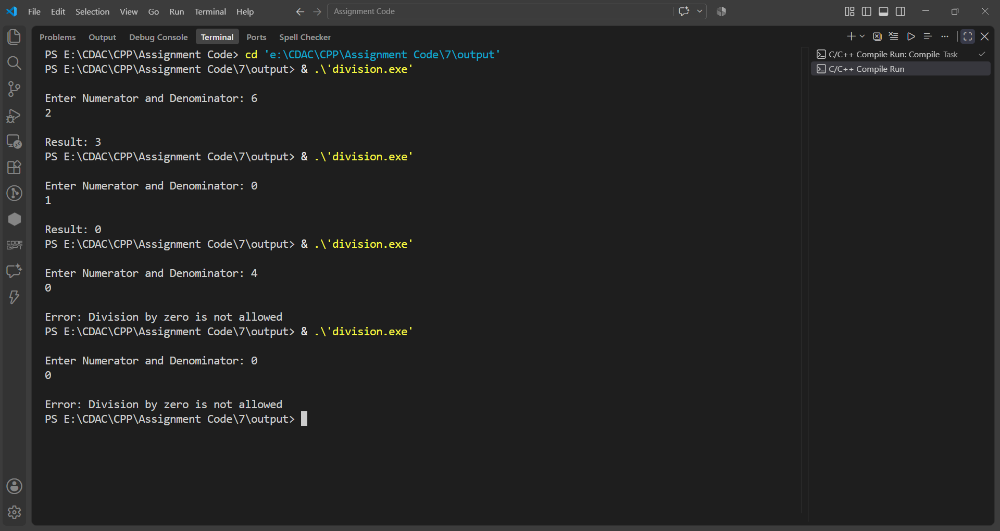 File Edit Selection View Go Run Terminal Help
Assignment Code
Problems Output Debug Console Terminal Ports Spell Checker
PS E:\CDAC\CPP\Assignment Code> cd 'e:\CDAC\CPP\Assignment Code\7\output'
PS E:\CDAC\CPP\Assignment Code\7\output> & .\'division.exe'
Enter Numerator and Denominator: 6
2
Result: 3
PS E:\CDAC\CPP\Assignment Code\7\output> & .\'division.exe'
Enter Numerator and Denominator: 0
1
Result: 0
PS E:\CDAC\CPP\Assignment Code\7\output> & .\'division.exe'
Enter Numerator and Denominator: 4
0
Error: Division by zero is not allowed
PS E:\CDAC\CPP\Assignment Code\7\output> & .\'division.exe'
Enter Numerator and Denominator: 0
0
Error: Division by zero is not allowed
PS E:\CDAC\CPP\Assignment Code\7\output>
C/C++ Compile Run: Compile Task
C/C++ Compile Run
CODE
GPT